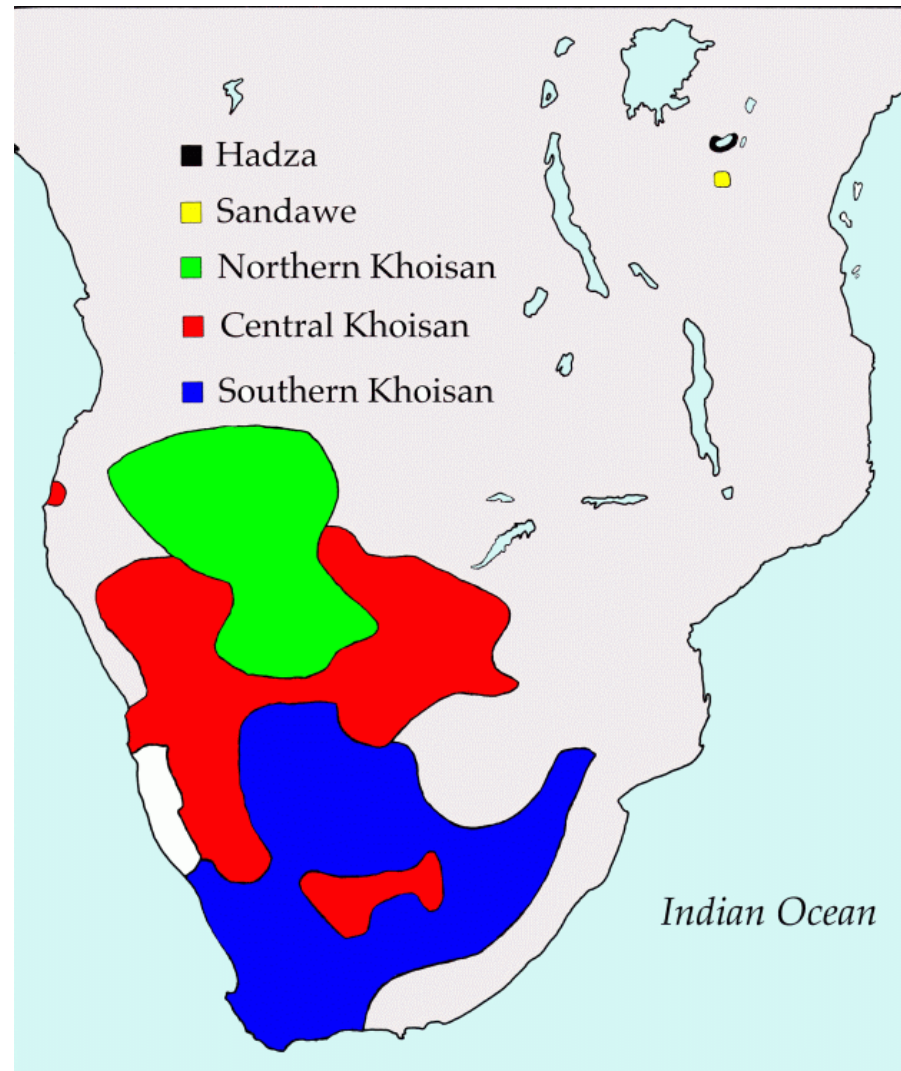 Hadza
Sandawe
Northern Khoisan
Central Khoisan
Southern Khoisan
Indian Ocean